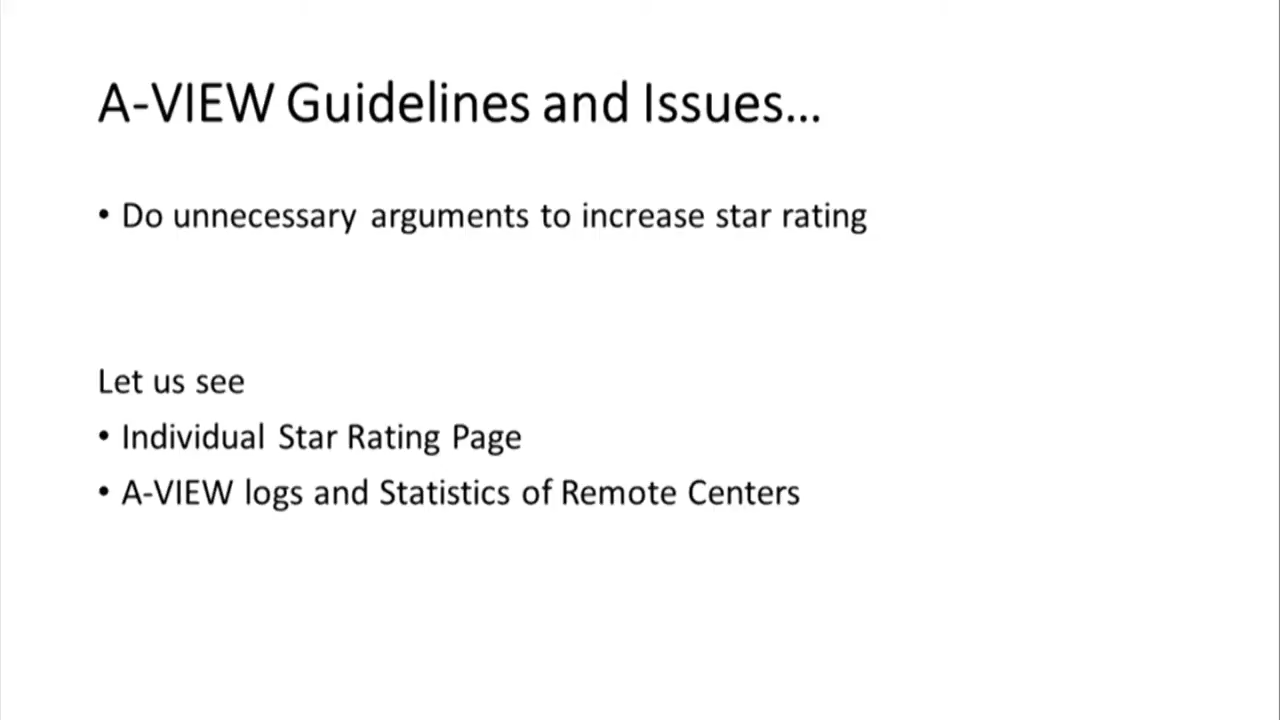 A-VIEW Guidelines and Issues...
• Do unnecessary arguments to increase star rating
Let us see
• Individual Star Rating Page
• A-VIEW logs and Statistics of Remote Centers